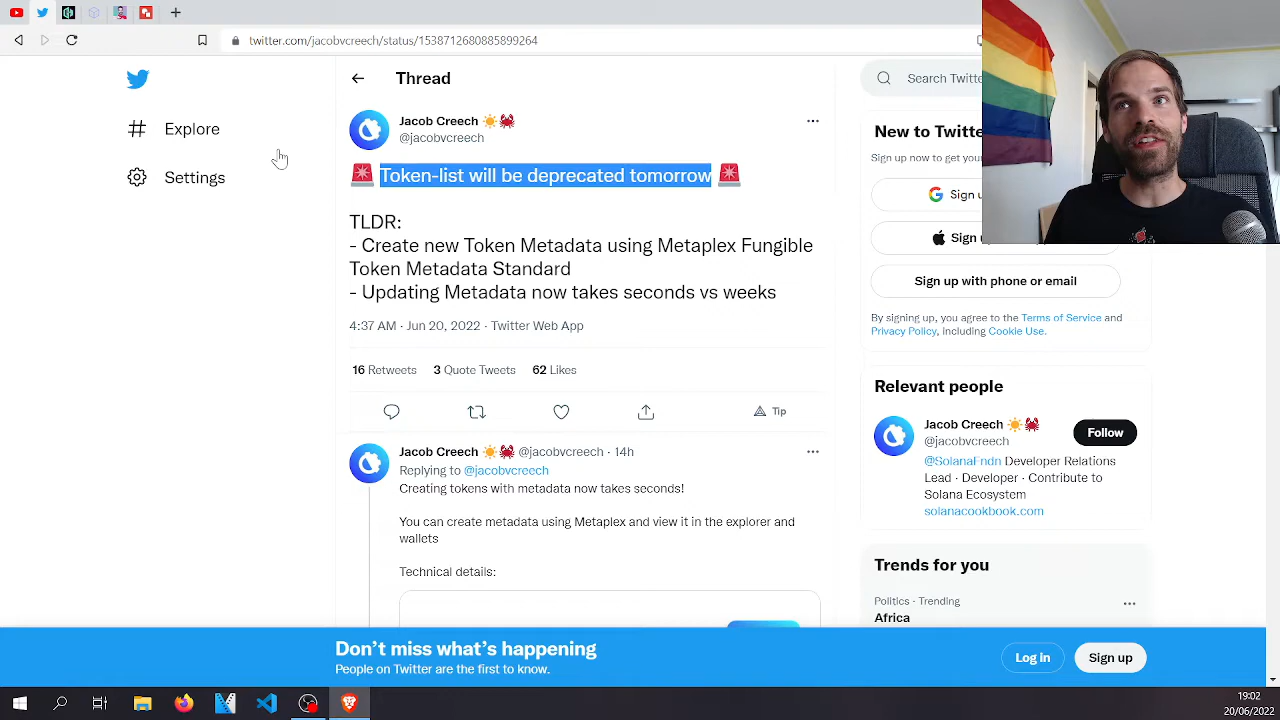 twitter.com/jacobvcreech/status/1538712680885899264
Explore
Settings
Thread
Jacob Creech
@jacobvcreech
Token-list will be deprecated tomorrow
TLDR:
- Create new Token Metadata using Metaplex Fungible
Token Metadata Standard
- Updating Metadata now takes seconds vs weeks
4:37 AM · Jun 20, 2022 · Twitter Web App
16 Retweets 3 Quote Tweets 62 Likes
Tip
Jacob Creech @jacobvcreech · 14h
Replying to @jacobvcreech
Creating tokens with metadata now takes seconds!
You can create metadata using Metaplex and view it in the explorer and
wallets
Technical details:
Search Twitte
New to Twitter
Sign up now to get you
Sign u
Sign
Sign up with phone or email
By signing up, you agree to the Terms of Service and
Privacy Policy, including Cookie Use.
Relevant people
Jacob Creech
@jacobvcreech
Follow
@SolanaFndn Developer Relations
Lead · Developer · Contribute to
Solana Ecosystem
solanacookbook.com
Trends for you
Politics · Trending
Africa
Don't miss what's happening
People on Twitter are the first to know.
Log in
Sign up
19:02
20/06/2022